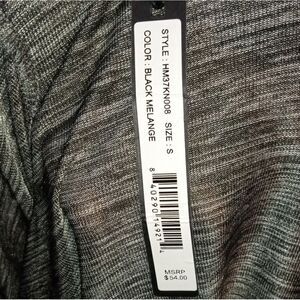 STYLE : HM37KN008 SIZE : S
COLOR : BLACK MELANGE
MSRP
$54.00